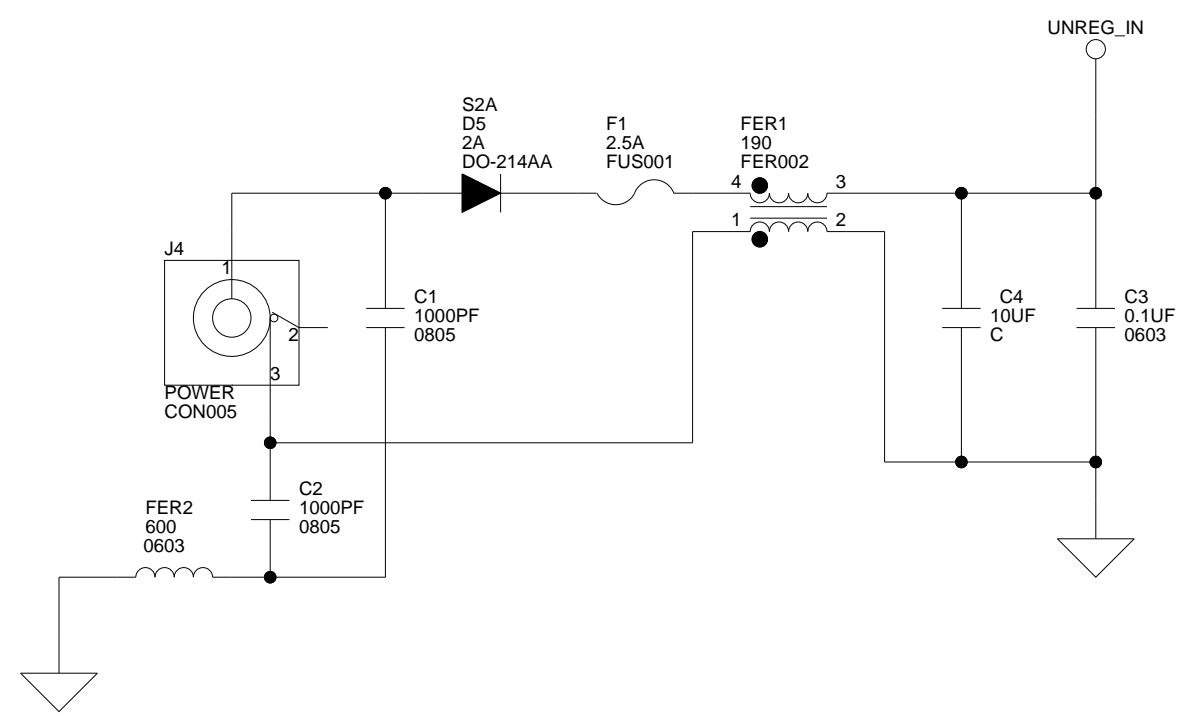 UNREG_IN
S2A
D5
2A
DO-214AA
F1
2.5A
FUS001
FER1
190
FER002
4
3
1
2
J4
1
2
3
POWER
CON005
C1
1000PF
0805
C4
10UF
C
C3
0.1UF
0603
C2
1000PF
0805
FER2
600
0603